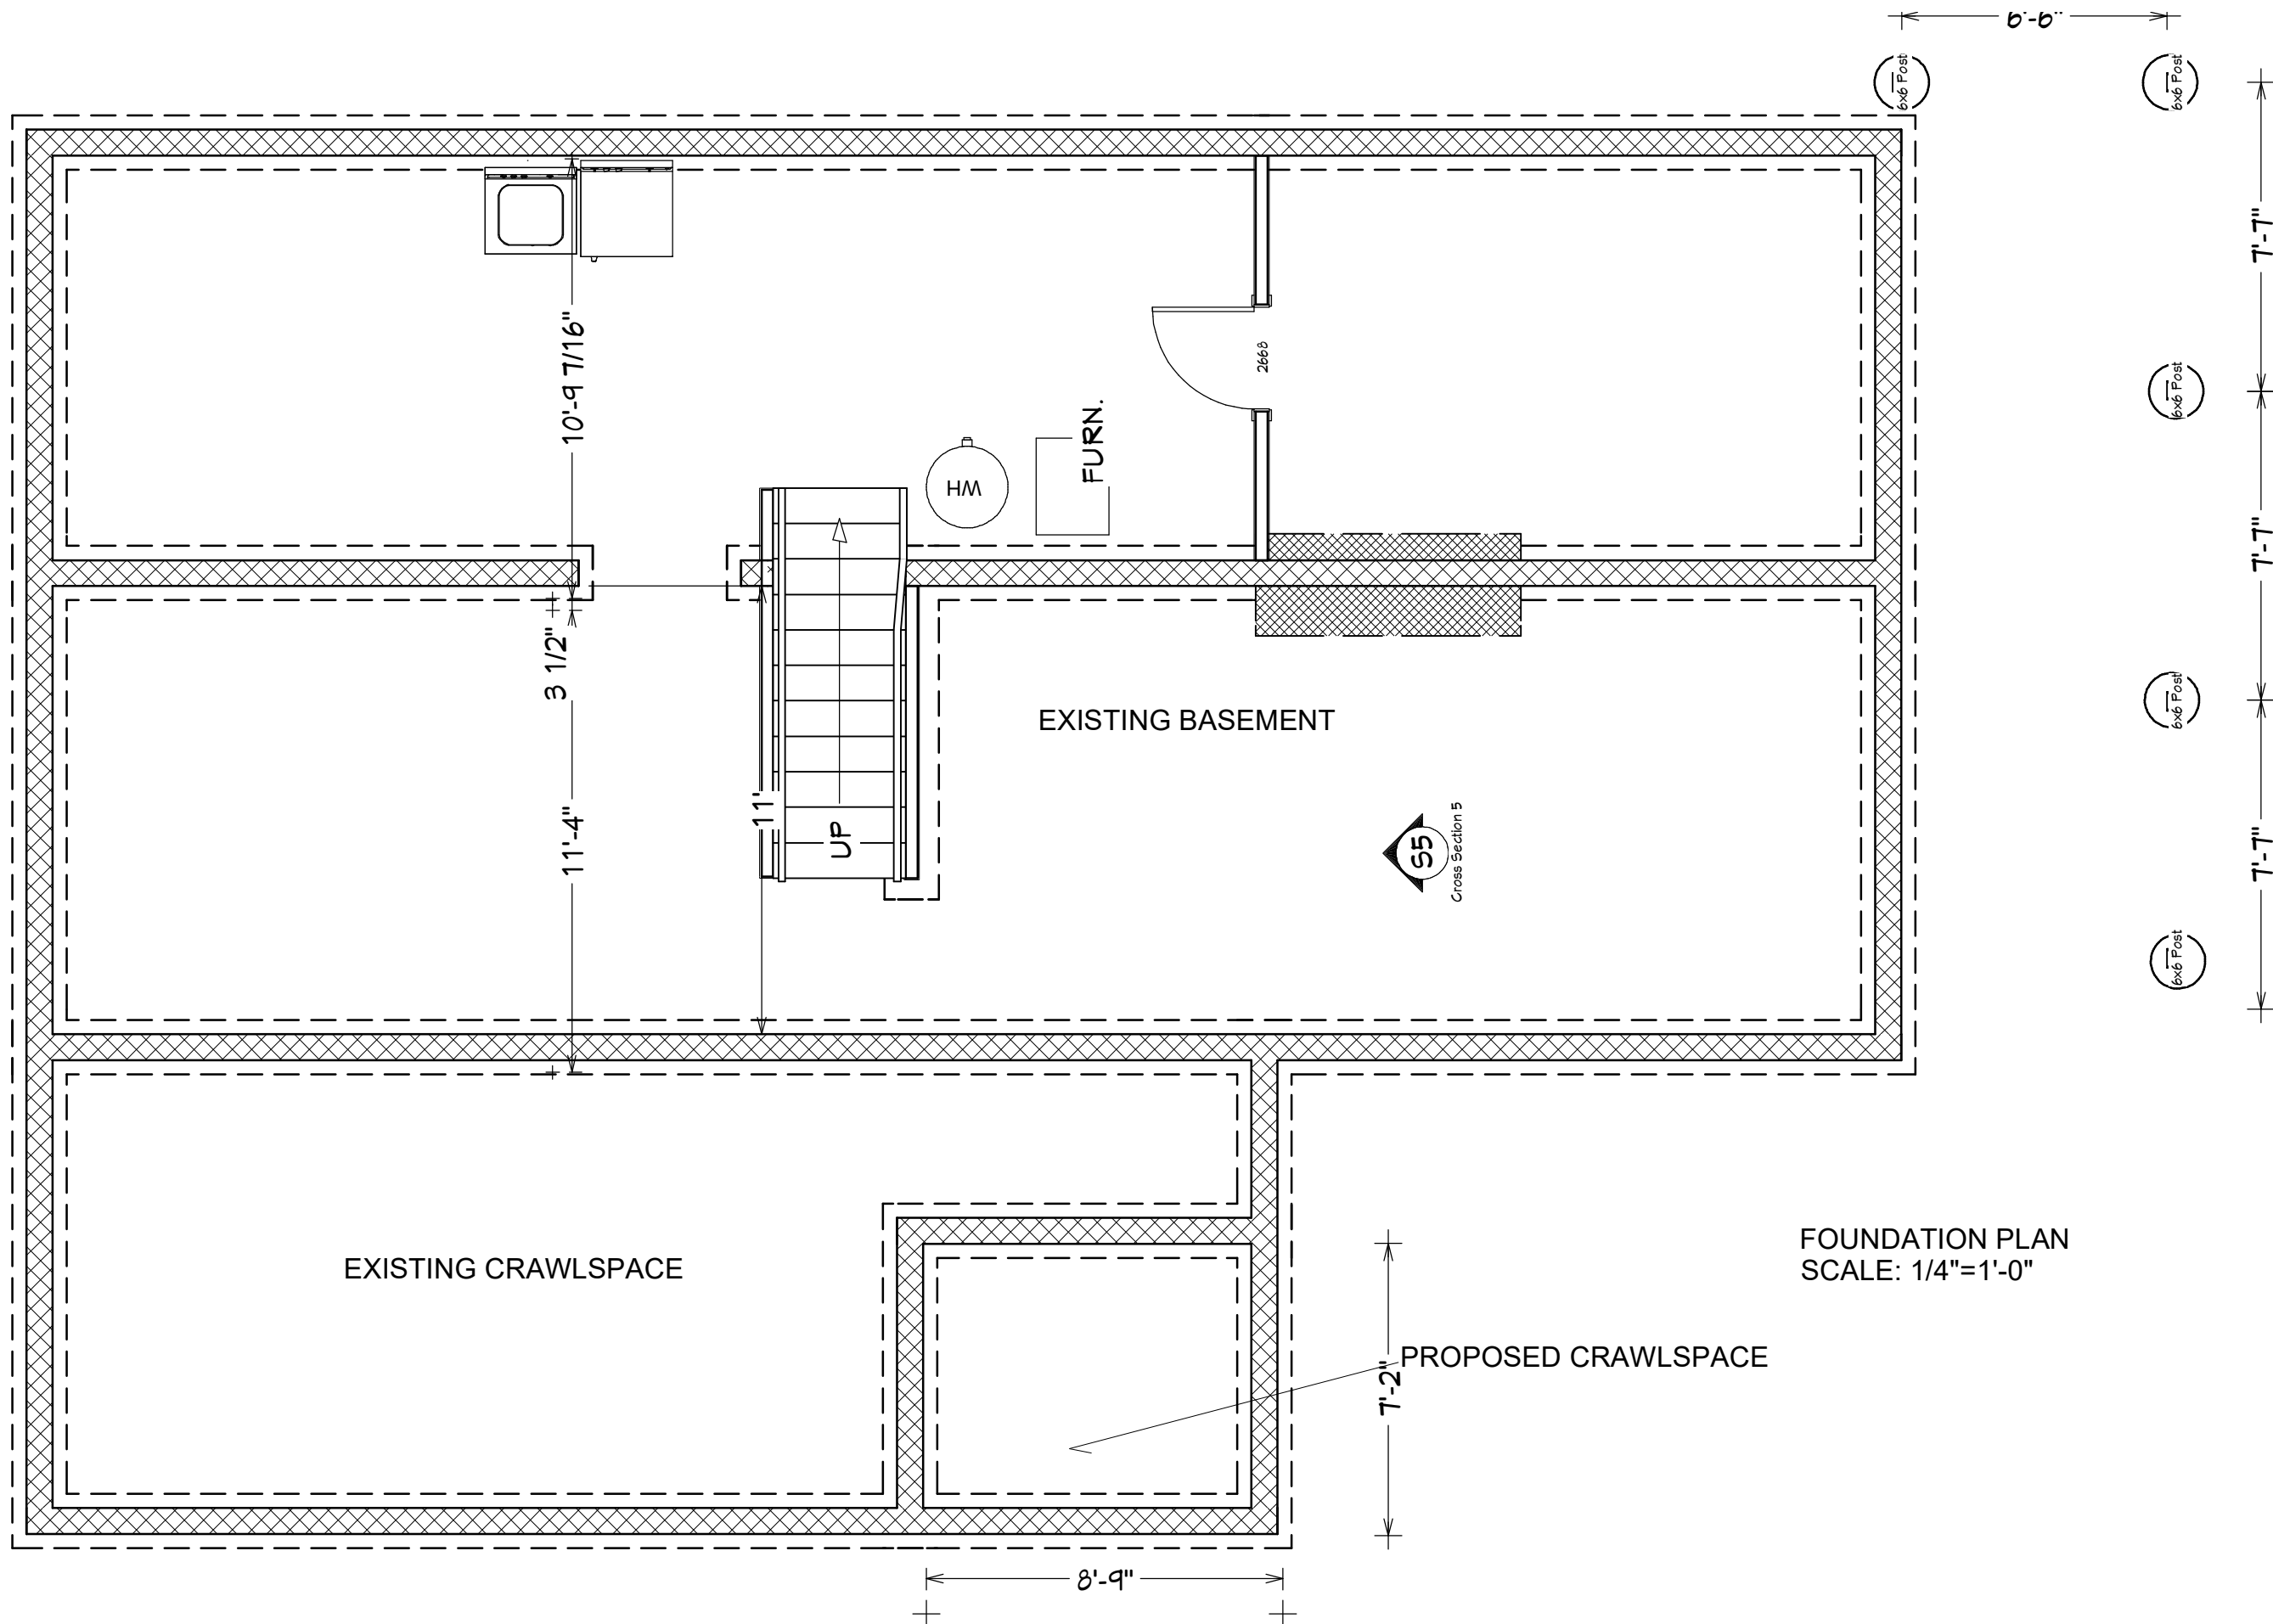 6'-6"
6x6 Post
6x6 Post
7'-7"
10'-9 7/16"
2668
6x6 Post
FURN.
WH
7'-7"
3 1/2"
EXISTING BASEMENT
6x6 Post
11'-4"
11'
UP
S5
Cross Section 5
7'-7"
6x6 Post
EXISTING CRAWLSPACE
FOUNDATION PLAN
SCALE: 1/4"=1'-0"
PROPOSED CRAWLSPACE
7'-2"
8'-9"